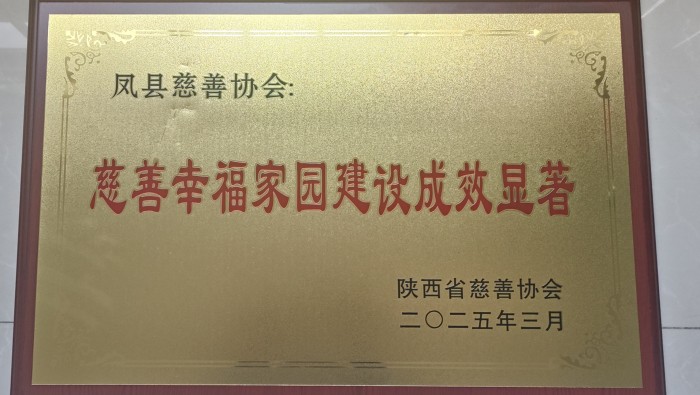 凤县慈善协会:
慈善幸福家园建设成效显著
陕西省慈善协会
二〇二五年三月